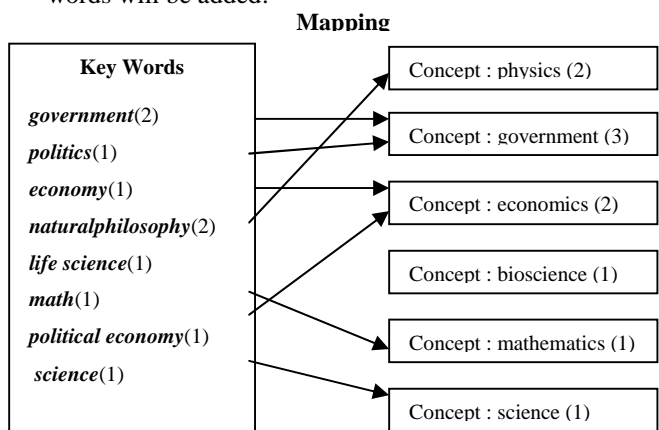 words will be added.
Mapping
Key Words
government(2)
politics(1)
economy(1)
naturalphilosophy(2)
life science(1)
math(1)
political economy(1)
science(1)
Concept : physics (2)
Concept : government (3)
Concept : economics (2)
Concept : bioscience (1)
Concept : mathematics (1)
Concept : science (1)